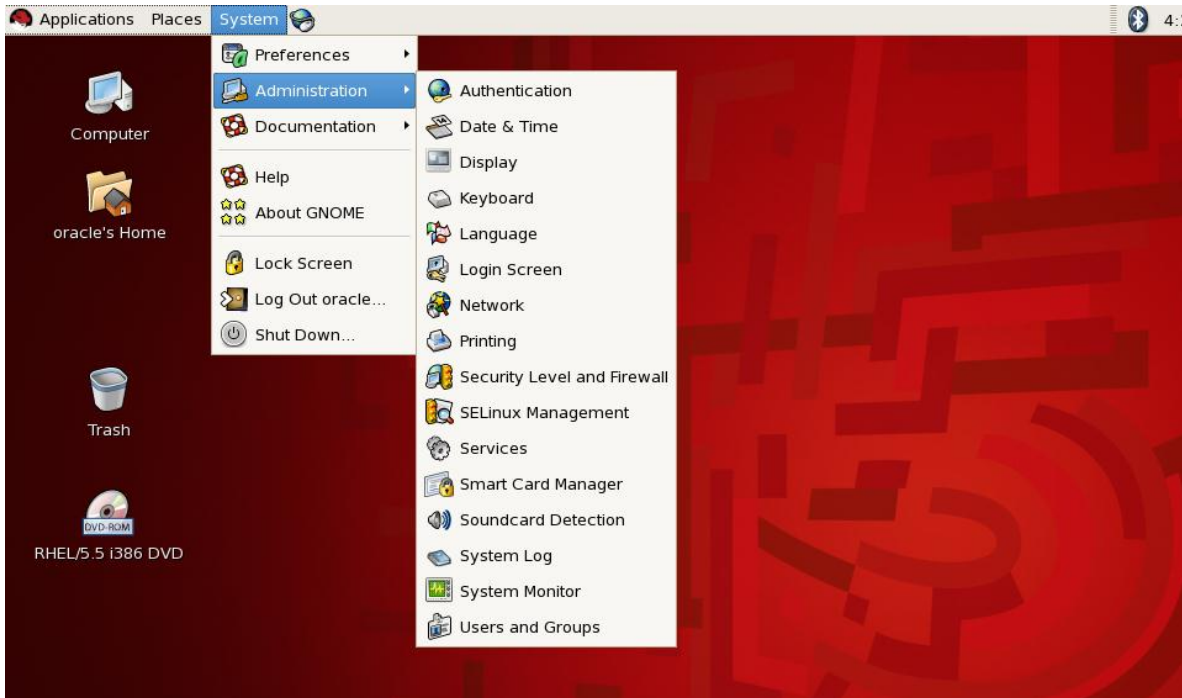 Applications Places System
4:
Preferences
Administration
Documentation
Help
About GNOME
Lock Screen
Log Out oracle...
Shut Down...
Authentication
Date & Time
Display
Keyboard
Language
Login Screen
Network
Printing
Security Level and Firewall
SELinux Management
Services
Smart Card Manager
Soundcard Detection
System Log
System Monitor
Users and Groups
Computer
oracle's Home
Trash
DVD-ROM
RHEL/5.5 i386 DVD